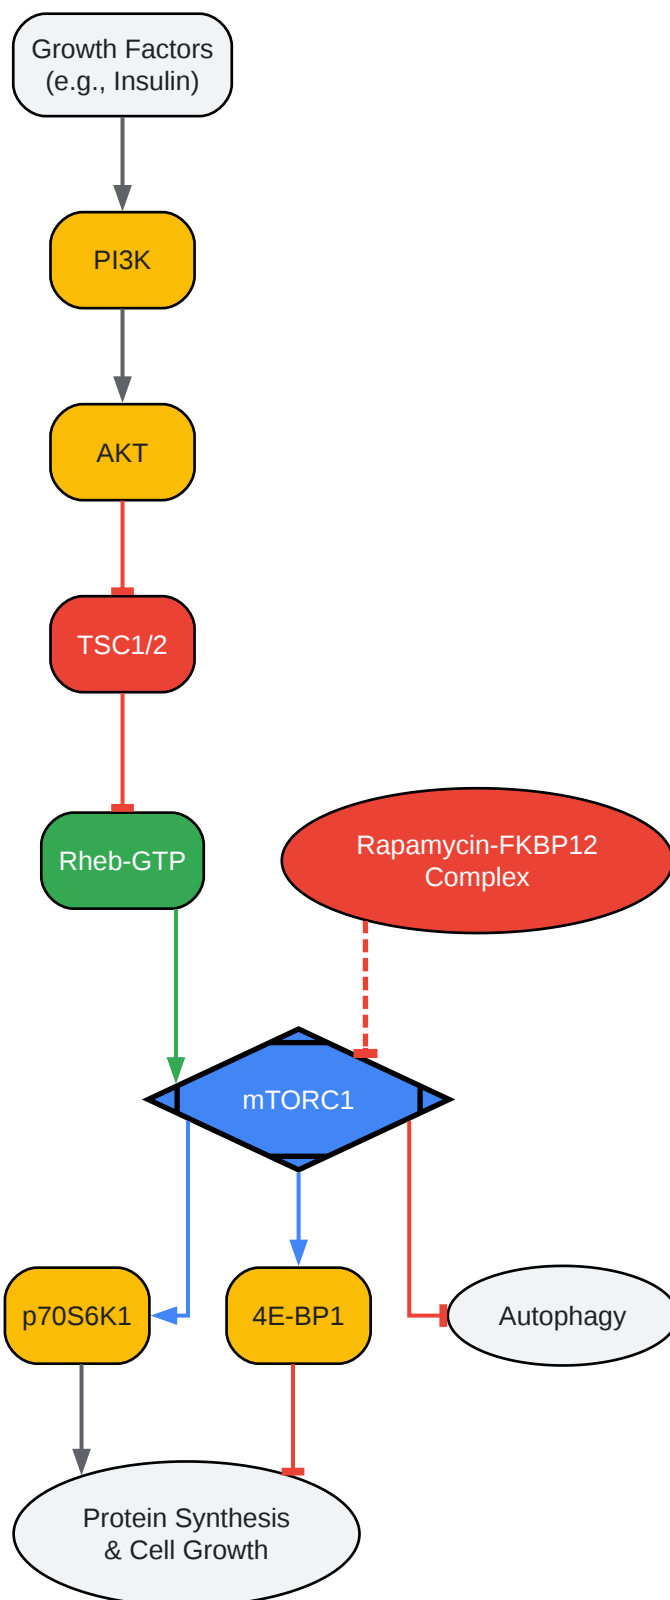 Growth Factors
(e.g., Insulin)
PI3K
AKT
TSC1/2
Rheb-GTP
Rapamycin-FKBP12
Complex
mTORC1
p70S6K1
4E-BP1
Autophagy
Protein Synthesis
& Cell Growth